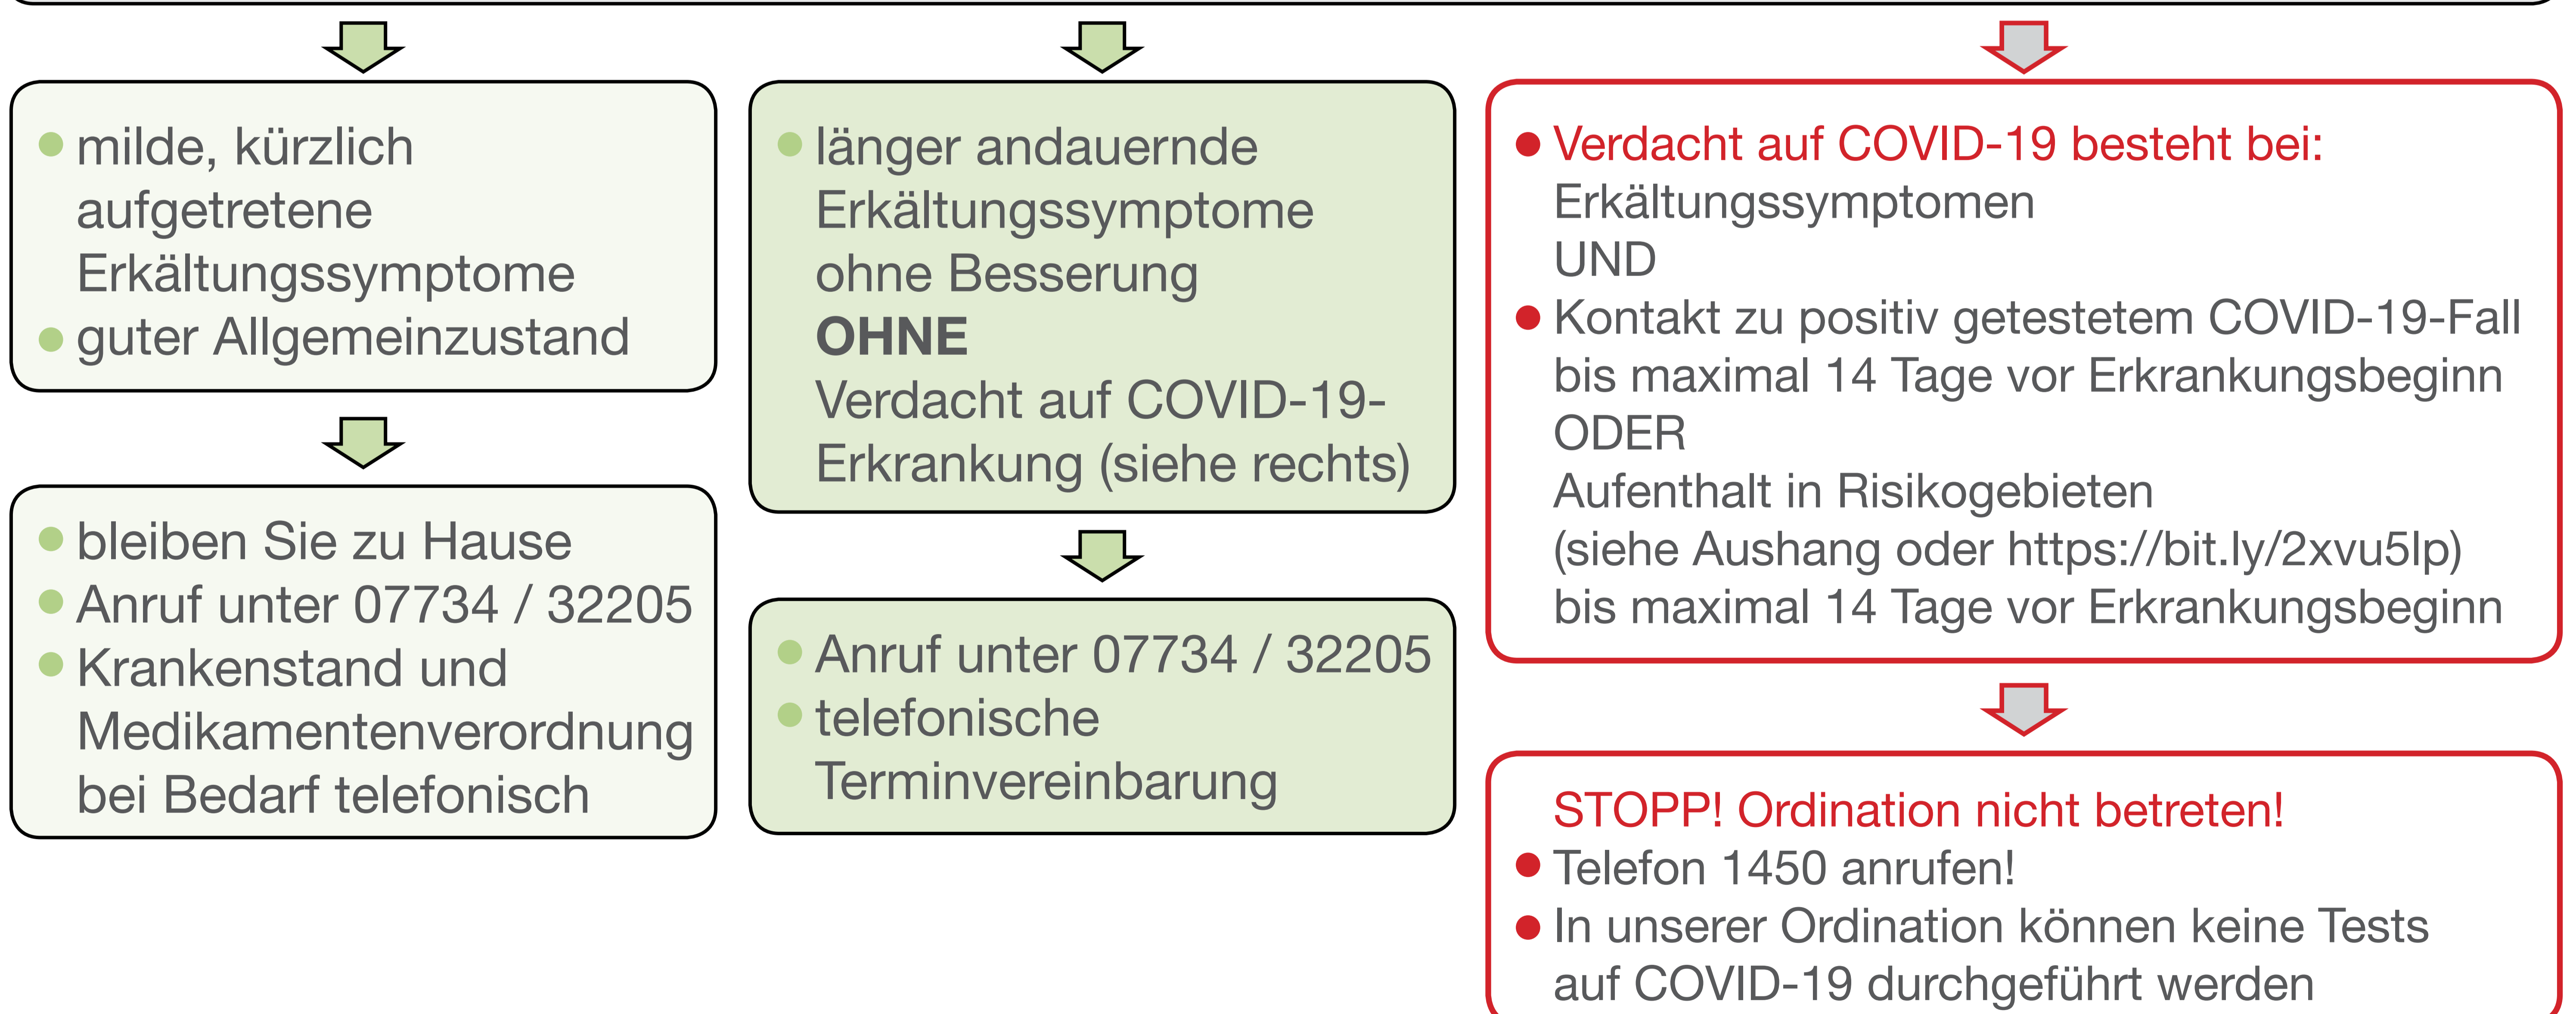 milde, kürzlich
aufgetretene
Erkältungssymptome
guter Allgemeinzustand
bleiben Sie zu Hause
Anruf unter 07734 / 32205
Krankenstand und
Medikamentenverordnung
bei Bedarf telefonisch
länger andauernde
Erkältungssymptome
ohne Besserung
OHNE
Verdacht auf COVID-19-
Erkrankung (siehe rechts)
Anruf unter 07734 / 32205
telefonische
Terminvereinbarung
Verdacht auf COVID-19 besteht bei:
Erkältungssymptomen
UND
Kontakt zu positiv getestetem COVID-19-Fall
bis maximal 14 Tage vor Erkrankungsbeginn
ODER
Aufenthalt in Risikogebieten
(siehe Aushang oder https://bit.ly/2xvu5lp)
bis maximal 14 Tage vor Erkrankungsbeginn
STOPP! Ordination nicht betreten!
Telefon 1450 anrufen!
In unserer Ordination können keine Tests
auf COVID-19 durchgeführt werden